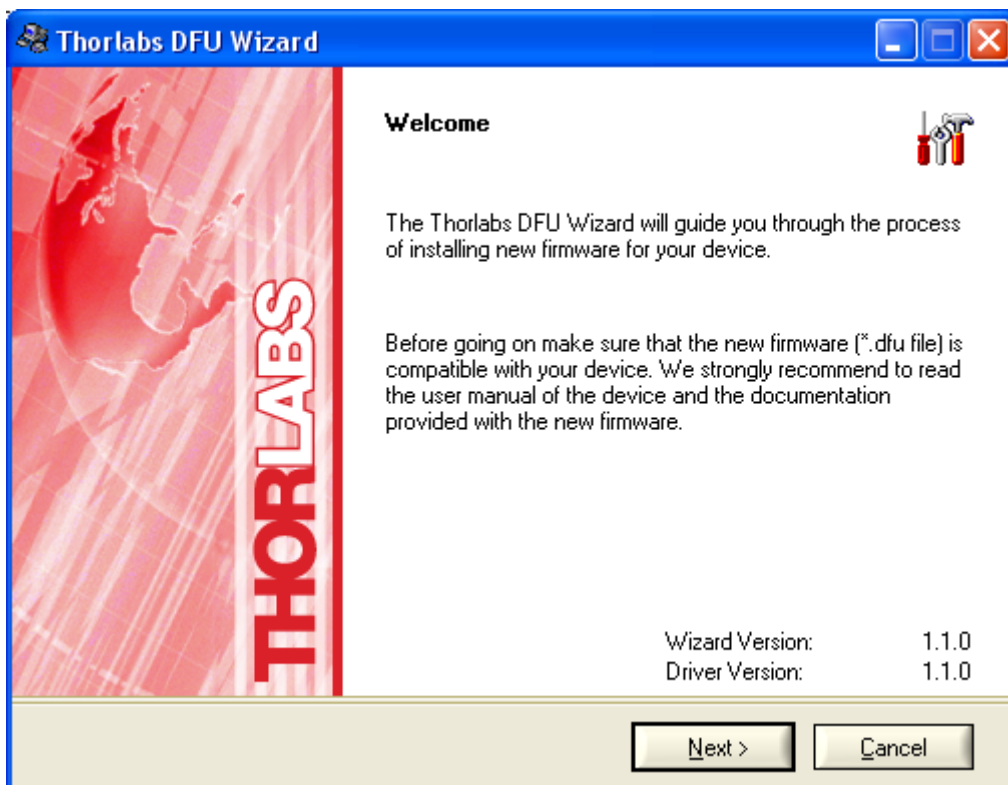 Thorlabs DFU Wizard
THORLABS
Welcome
The Thorlabs DFU Wizard will guide you through the process
of installing new firmware for your device.
Before going on make sure that the new firmware (*.dfu file) is
compatible with your device. We strongly recommend to read
the user manual of the device and the documentation
provided with the new firmware.
Wizard Version: 1.1.0
Driver Version: 1.1.0
Next > Cancel